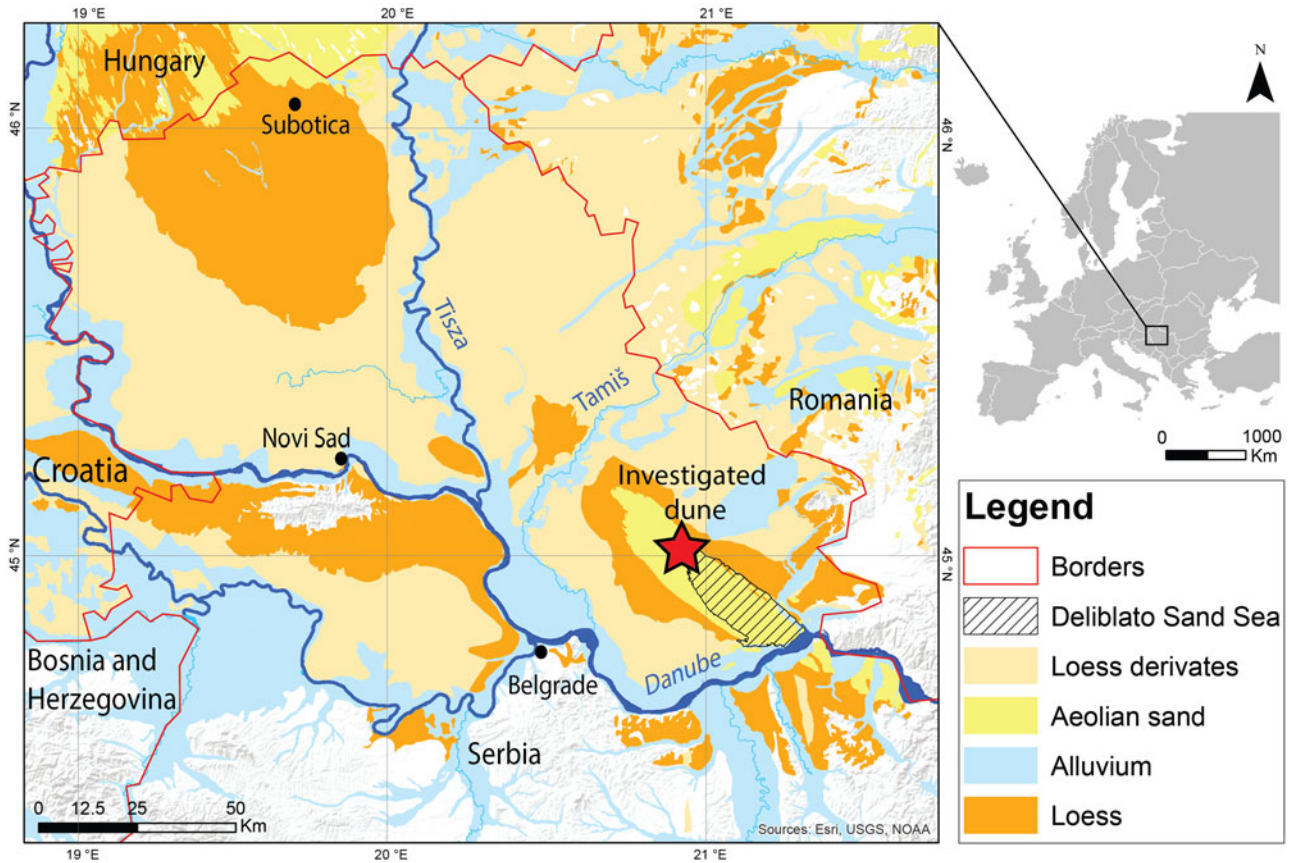 19 °E
20 °E
21 °E
Hungary
Subotica
46 °N
46 °N
Tisza
Tamiš
Romania
Novi Sad
Croatia
Investigated
dune
45 °N
45 °N
Bosnia and
Herzegovina
Belgrade
Danube
Serbia
0 12.5 25 50
Km
Sources: Esri, USGS, NOAA
19 °E
20 °E
21 °E
N
0 1000
Km
Legend
Borders
Deliblato Sand Sea
Loess derivates
Aeolian sand
Alluvium
Loess